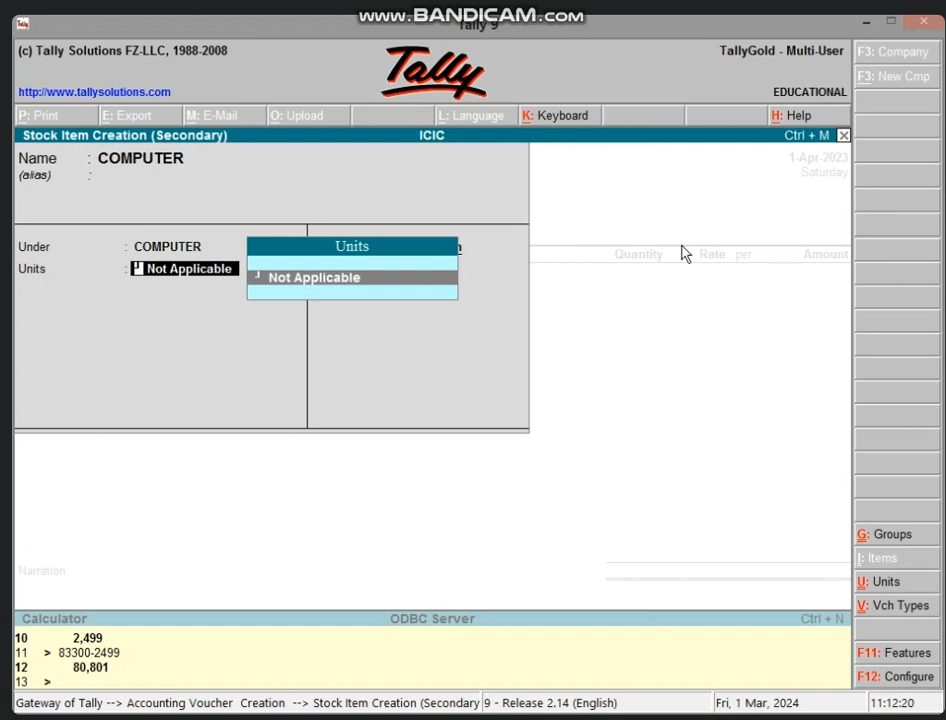 WWW.BANDICAM.COM
Tally 9
(c) Tally Solutions FZ-LLC, 1988-2008
Tally
TallyGold - Multi-User
http://www.tallysolutions.com
EDUCATIONAL
P: Print
E: Export
M: E-Mail
O: Upload
L: Language
K: Keyboard
H: Help
Stock Item Creation (Secondary)
ICIC
Ctrl + M
Name : COMPUTER
(alias) :
1-Apr-2023
Saturday
Under : COMPUTER
Units : Not Applicable
Units
Not Applicable
Quantity
Rate
per
Amount
Narration:
Calculator
ODBC Server
Ctrl + N
10 2,499
11 > 83300-2499
12 80,801
13 >
Gateway of Tally --> Accounting Voucher Creation --> Stock Item Creation (Secondary
9 - Release 2.14 (English)
Fri, 1 Mar, 2024
11:12:20
F3: Company
F3: New Cmp
G: Groups
I: Items
U: Units
V: Vch Types
F11: Features
F12: Configure